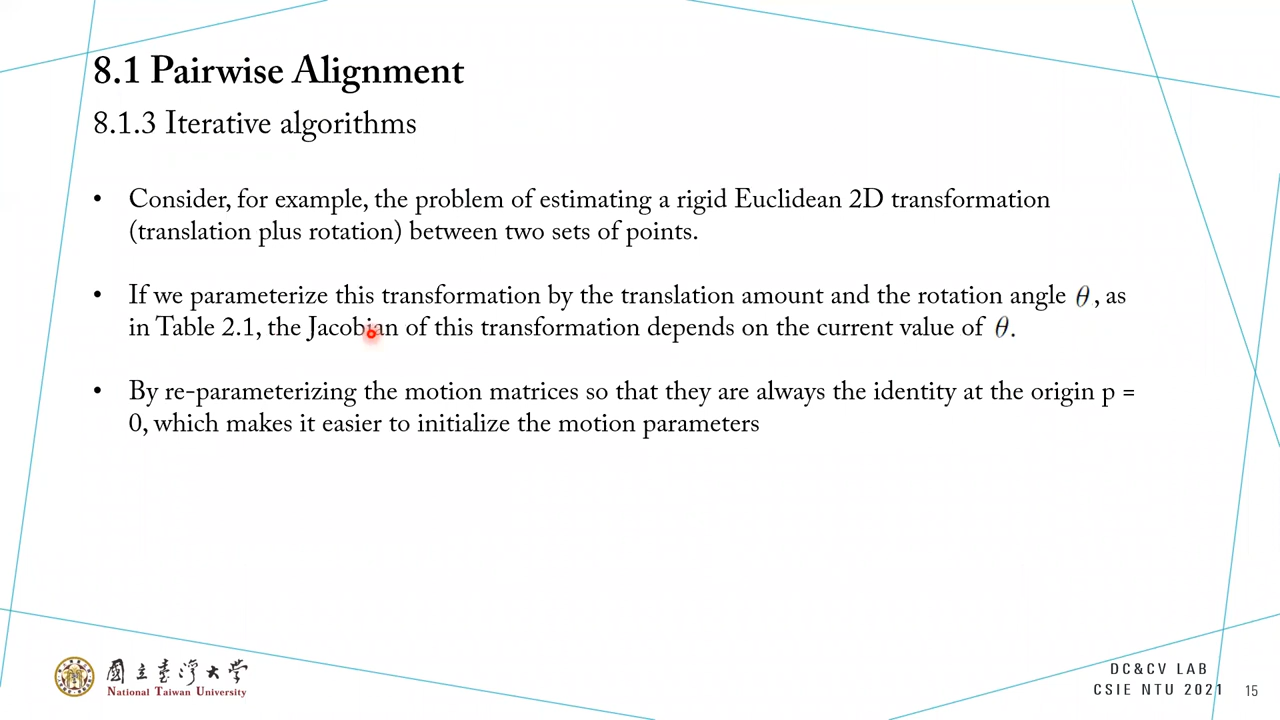 8.1 Pairwise Alignment
8.1.3 Iterative algorithms
• Consider, for example, the problem of estimating a rigid Euclidean 2D transformation
(translation plus rotation) between two sets of points.
• If we parameterize this transformation by the translation amount and the rotation angle θ, as
in Table 2.1, the Jacobian of this transformation depends on the current value of θ.
• By re-parameterizing the motion matrices so that they are always the identity at the origin p =
0, which makes it easier to initialize the motion parameters
國立臺灣大學
National Taiwan University
DC&CV LAB
CSIE NTU 2021
15